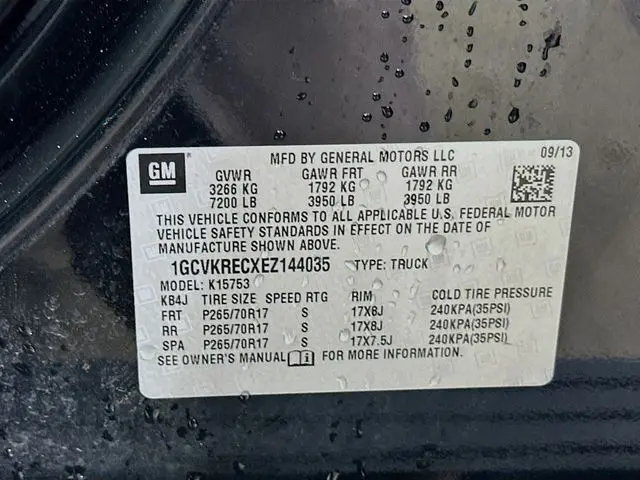 GM
MFD BY GENERAL MOTORS LLC 09/13
GVWR GAWR FRT GAWR RR
3266 KG 1792 KG 1792 KG
7200 LB 3950 LB 3950 LB
THIS VEHICLE CONFORMS TO ALL APPLICABLE U.S. FEDERAL MOTOR
VEHICLE SAFETY STANDARDS IN EFFECT ON THE DATE OF
MANUFACTURE SHOWN ABOVE.
1GCVKRECXEZ144035 TYPE: TRUCK
MODEL: K15753
KB4J TIRE SIZE SPEED RTG RIM COLD TIRE PRESSURE
FRT P265/70R17 S 17X8J 240KPA(35PSI)
RR P265/70R17 S 17X8J 240KPA(35PSI)
SPA P265/70R17 S 17X7.5J 240KPA(35PSI)
SEE OWNER'S MANUAL FOR MORE INFORMATION.